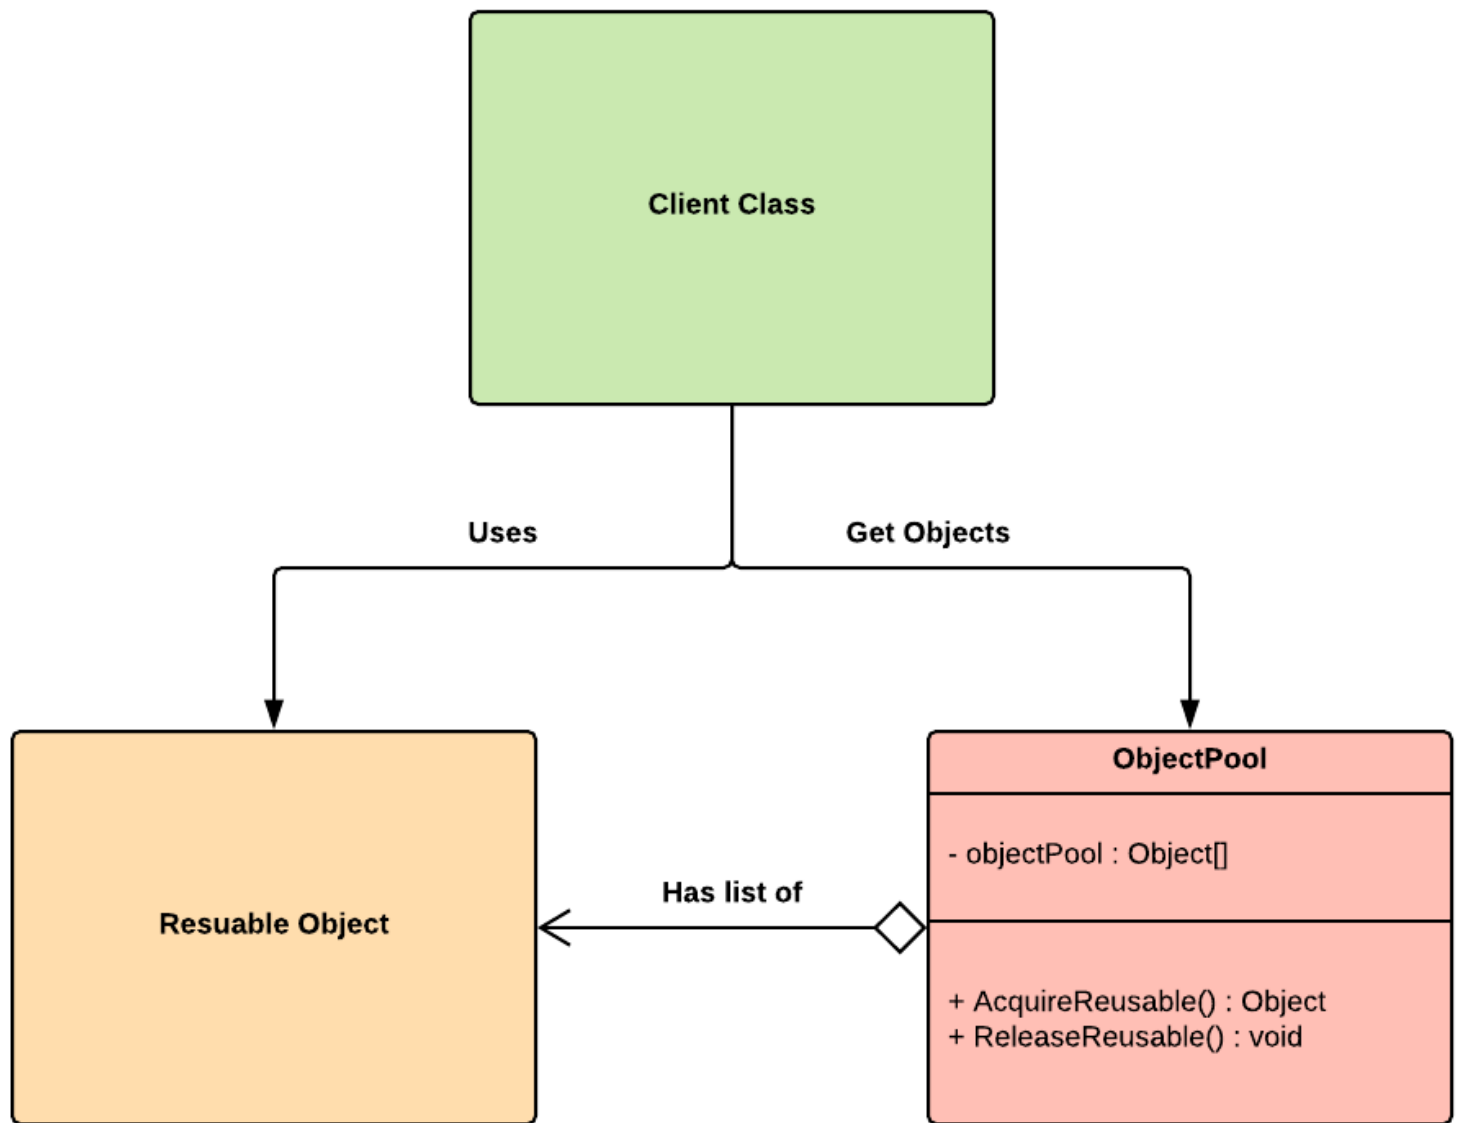 Client Class
Uses
Get Objects
ObjectPool
- objectPool : Object[]
Has list of
Resuable Object
+ AcquireReusable() : Object
+ ReleaseReusable() : void